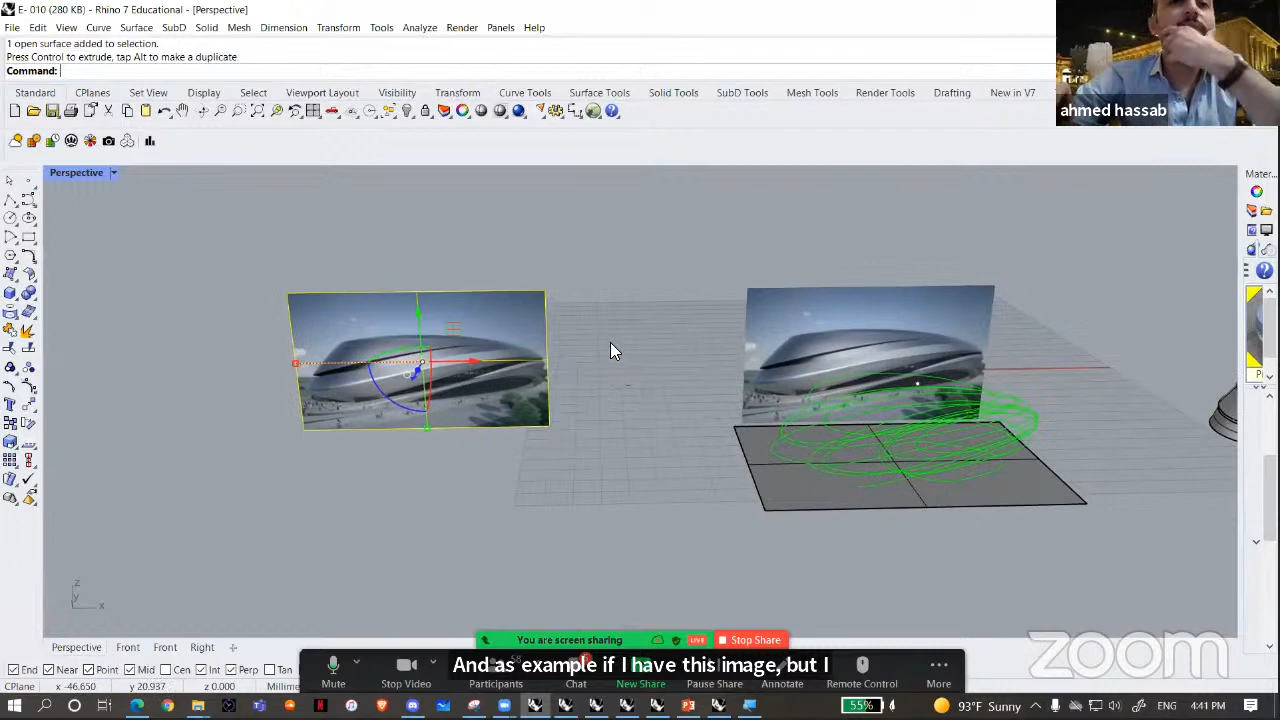 E- 010 (280 KB) - Rhino 7 Educational - [Perspective]
File Edit View Curve Surface Solid Mesh Dimension Transform Tools Analyze Render Panels Help
1 open surface added to selection.
Press Control to extrude, tap Alt to make a duplicate
Command:
Standard CPlanes Set View Display Select Viewport Layout Visibility Transform Curve Tools Surface Tools Solid Tools SubD Tools Mesh Tools Render Tools Drafting New in V7
ahmed hassab
Perspective
Mater...
z
y
x
Perspective Front Front Right
You are screen sharing LIVE Stop Share
zoom
And as example if I have this image, but I
End Near Point Mid Cen Int Perp Tan
Mute Stop Video Participants Chat New Share Pause Share Annotate Remote Control More
CPlane x -46.650 y 20.937 z 0.000 Millime
55% 93°F Sunny 4:41 PM